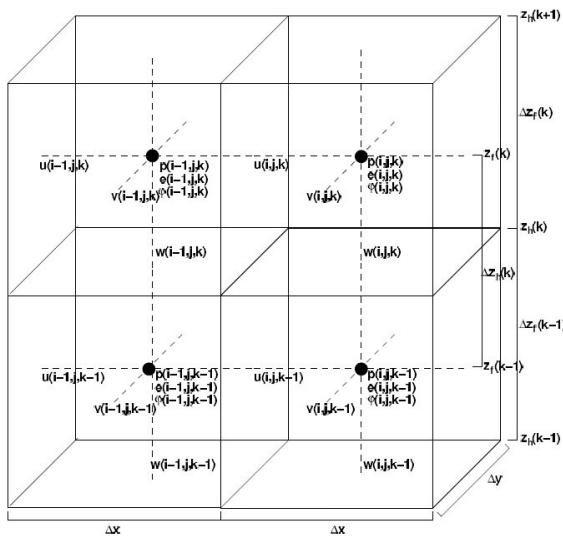 z_h(k+1)
Δz_f(k)
u(i−1,j,k)
p(i−1,j,k)
e(i−1,j,k)
φ(i−1,j,k)
v(i−1,j,k)
u(i,j,k)
p(i,j,k)
e(i,j,k)
φ(i,j,k)
v(i,j,k)
z_f(k)
z_h(k)
w(i−1,j,k)
w(i,j,k)
Δz_h(k)
Δz_f(k−1)
u(i−1,j,k−1)
p(i−1,j,k−1)
e(i−1,j,k−1)
φ(i−1,j,k−1)
v(i−1,j,k−1)
u(i,j,k−1)
p(i,j,k−1)
e(i,j,k−1)
φ(i,j,k−1)
v(i,j,k−1)
z_f(k−1)
z_h(k−1)
w(i−1,j,k−1)
w(i,j,k−1)
Δy
Δx
Δx